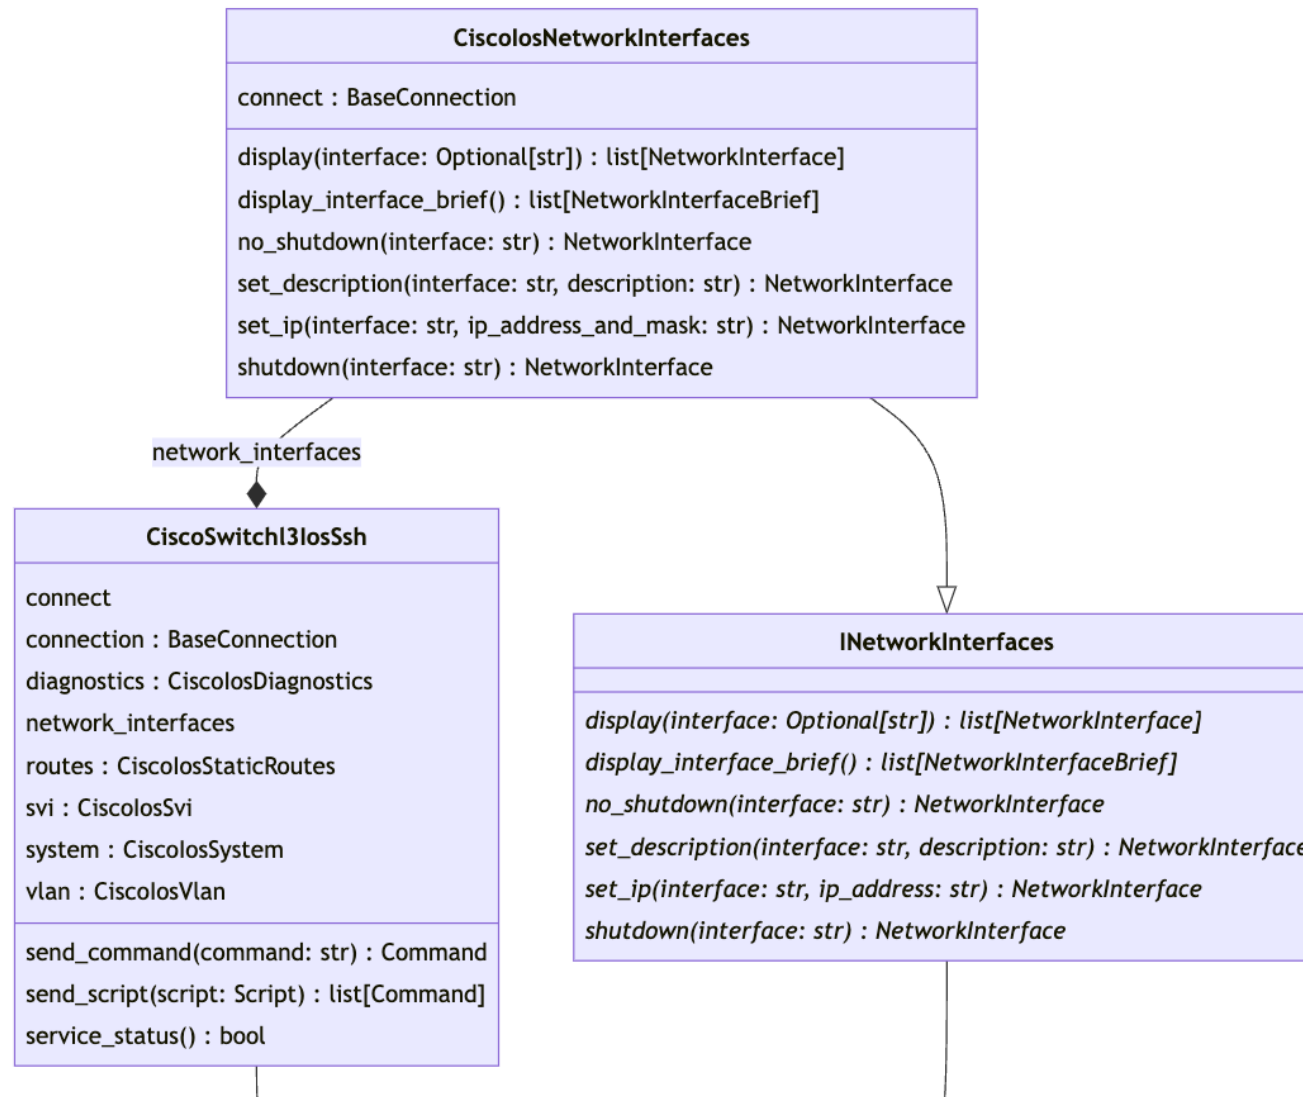 CiscoIosNetworkInterfaces
connect : BaseConnection
display(interface: Optional[str]) : list[NetworkInterface]
display_interface_brief() : list[NetworkInterfaceBrief]
no_shutdown(interface: str) : NetworkInterface
set_description(interface: str, description: str) : NetworkInterface
set_ip(interface: str, ip_address_and_mask: str) : NetworkInterface
shutdown(interface: str) : NetworkInterface
network_interfaces
CiscoSwitchl3IosSsh
connect
connection : BaseConnection
diagnostics : CiscoIosDiagnostics
network_interfaces
routes : CiscoIosStaticRoutes
svi : CiscoIosSvi
system : CiscoIosSystem
vlan : CiscoIosVlan
send_command(command: str) : Command
send_script(script: Script) : list[Command]
service_status() : bool
INetworkInterfaces
display(interface: Optional[str]) : list[NetworkInterface]
display_interface_brief() : list[NetworkInterfaceBrief]
no_shutdown(interface: str) : NetworkInterface
set_description(interface: str, description: str) : NetworkInterface
set_ip(interface: str, ip_address: str) : NetworkInterface
shutdown(interface: str) : NetworkInterface